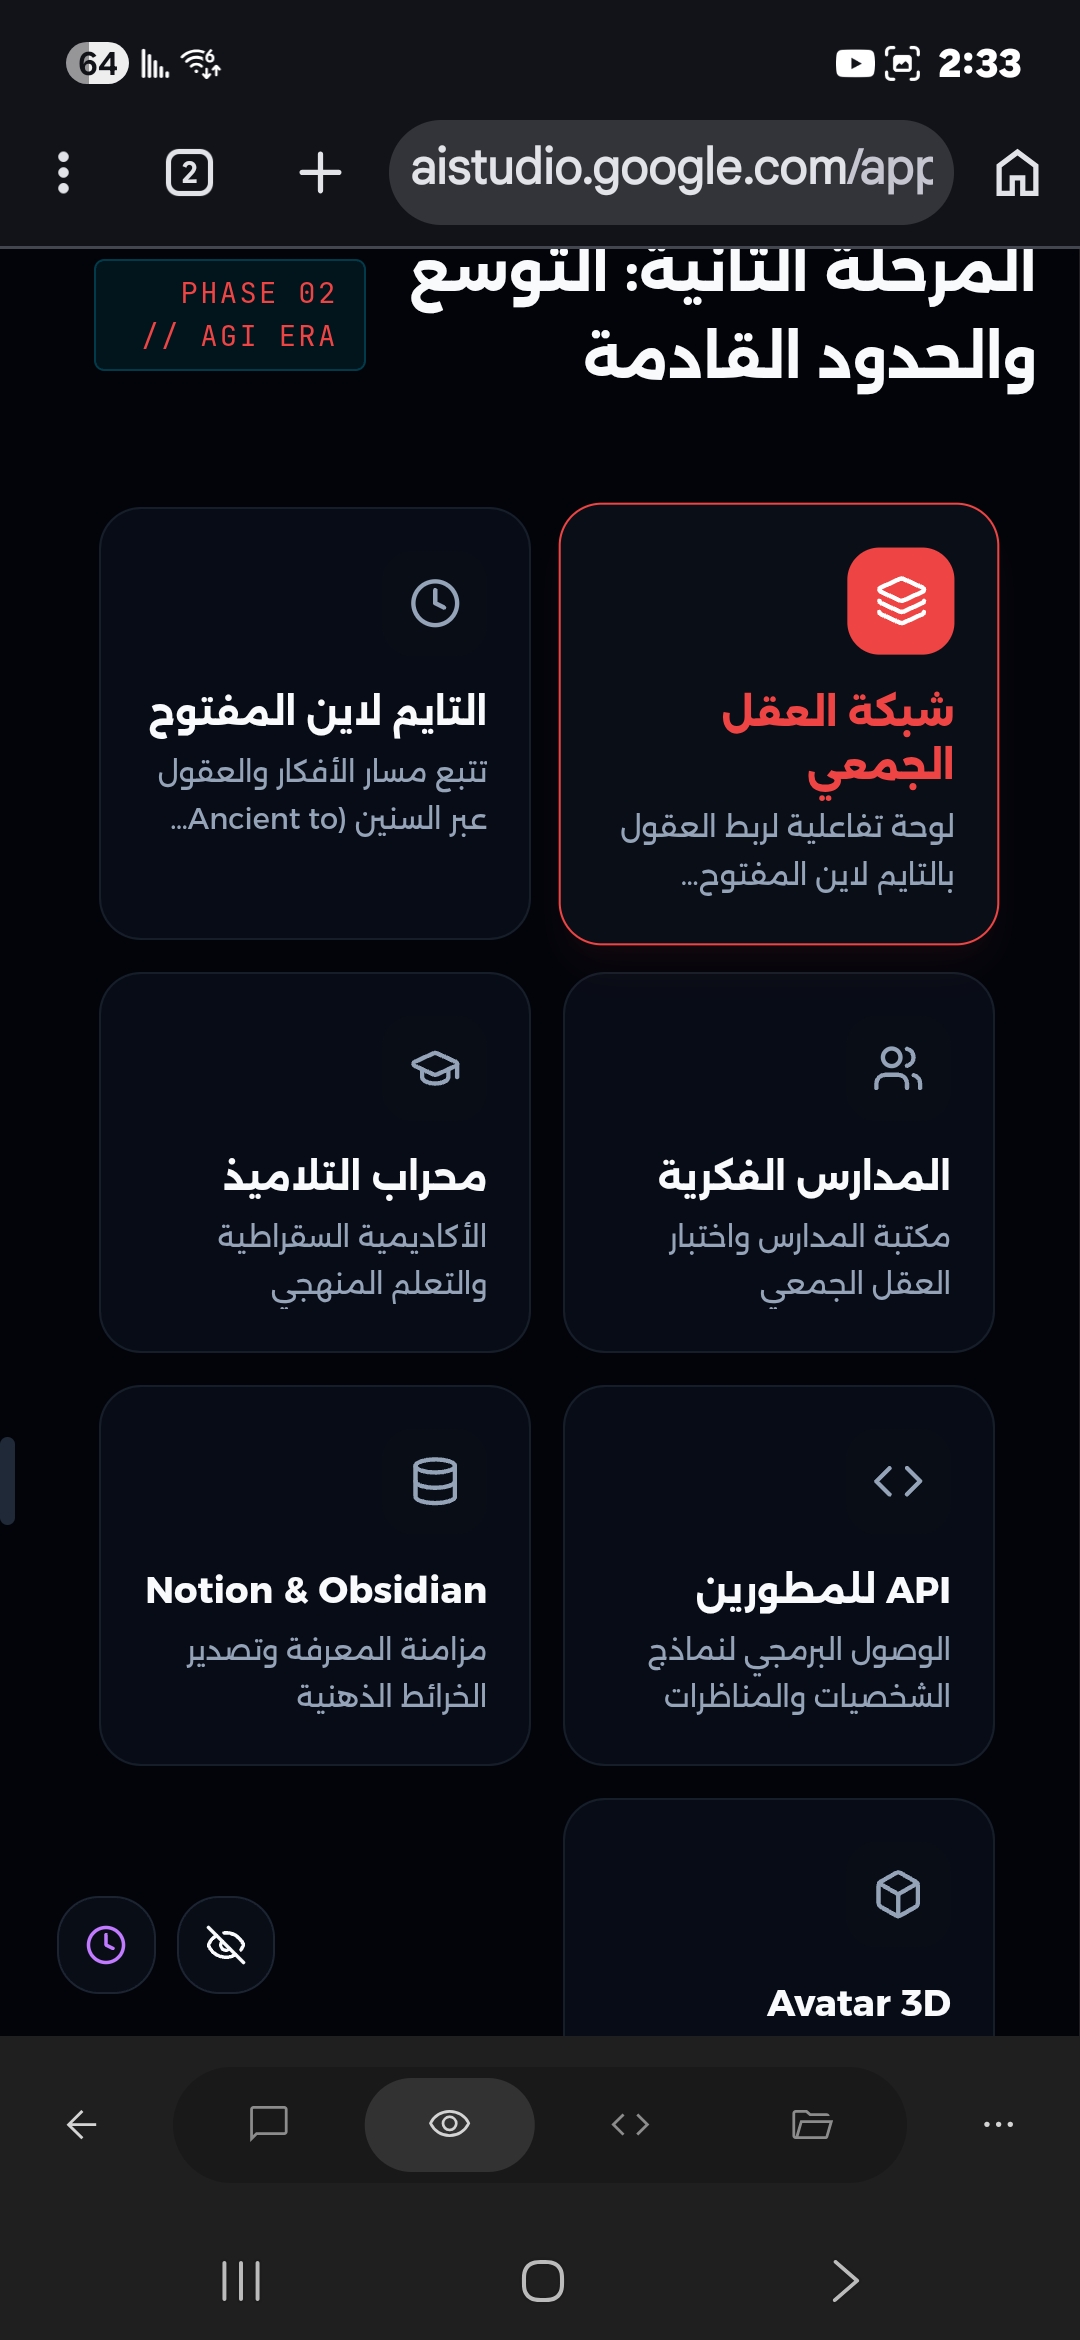 64
2:33
2
aistudio.google.com/app
المرحلة الثانية: التوسع
والحدود القادمة
PHASE 02
// AGI ERA
شبكة العقل
الجمعي
لوحة تفاعلية لربط العقول
بالتايم لاين المفتوح...
التايم لاين المفتوح
تتبع مسار الأفكار والعقول
عبر السنين (Ancient to...
المدارس الفكرية
مكتبة المدارس واختبار
العقل الجمعي
محراب التلاميذ
الأكاديمية السقراطية
والتعلم المنهجي
API للمطورين
الوصول البرمجي لنماذج
الشخصيات والمناظرات
Notion & Obsidian
مزامنة المعرفة وتصدير
الخرائط الذهنية
Avatar 3D